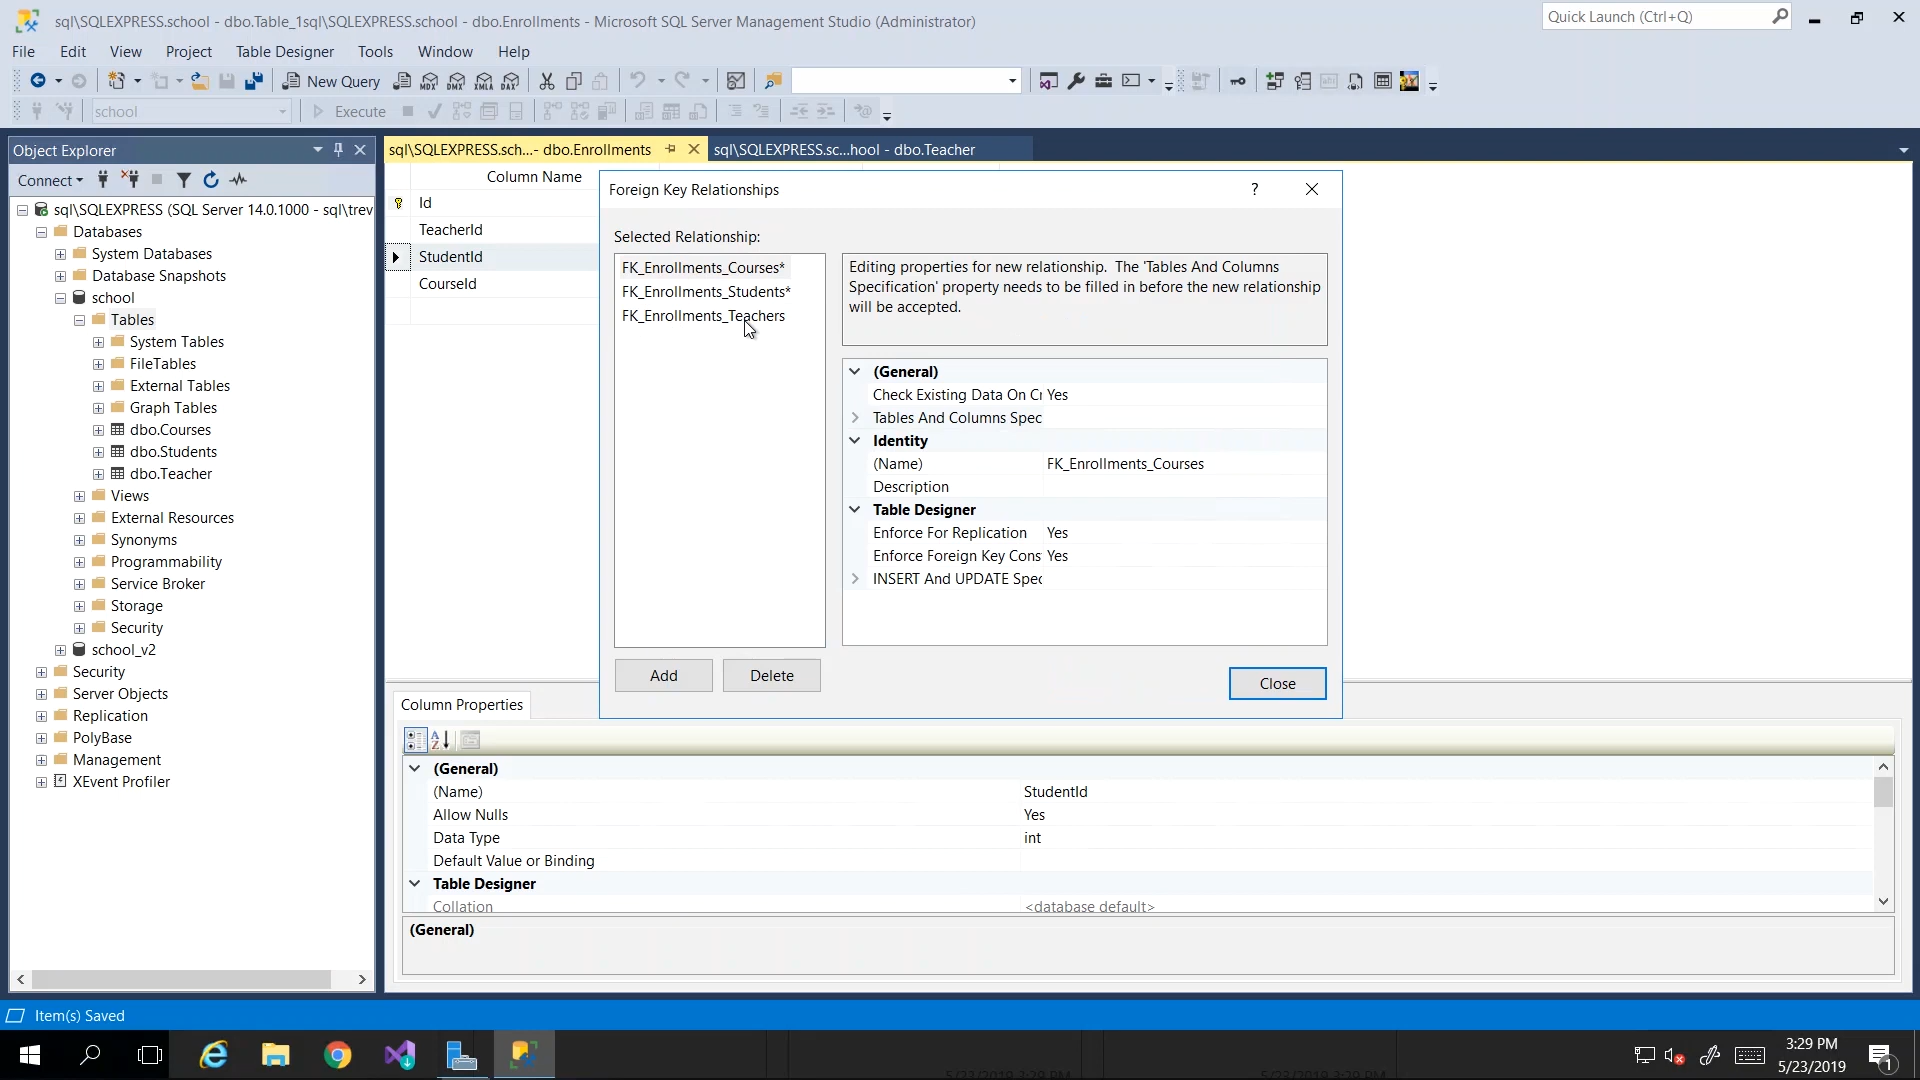 sql\SQLEXPRESS.school - dbo.Table_1sql\SQLEXPRESS.school - dbo.Enrollments - Microsoft SQL Server Management Studio (Administrator)
Quick Launch (Ctrl+Q)
File Edit View Project Table Designer Tools Window Help
New Query MDX DMX XMLA DAX
school Execute
Object Explorer
sql\SQLEXPRESS.sch...- dbo.Enrollments
sql\SQLEXPRESS.sc...hool - dbo.Teacher
Connect
sql\SQLEXPRESS (SQL Server 14.0.1000 - sql\trev
Databases
System Databases
Database Snapshots
school
Tables
System Tables
FileTables
External Tables
Graph Tables
dbo.Courses
dbo.Students
dbo.Teacher
Views
External Resources
Synonyms
Programmability
Service Broker
Storage
Security
school_v2
Security
Server Objects
Replication
PolyBase
Management
XEvent Profiler
Column Name
Id
TeacherId
StudentId
CourseId
Foreign Key Relationships
?
Selected Relationship:
FK_Enrollments_Courses*
FK_Enrollments_Students*
FK_Enrollments_Teachers
Editing properties for new relationship. The 'Tables And Columns
Specification' property needs to be filled in before the new relationship
will be accepted.
(General)
Check Existing Data On Cr Yes
Tables And Columns Spec
Identity
(Name) FK_Enrollments_Courses
Description
Table Designer
Enforce For Replication Yes
Enforce Foreign Key Cons Yes
INSERT And UPDATE Spec
Add
Delete
Close
Column Properties
(General)
(Name) StudentId
Allow Nulls Yes
Data Type int
Default Value or Binding
Table Designer
Collation <database default>
(General)
Item(s) Saved
3:29 PM
5/23/2019
1